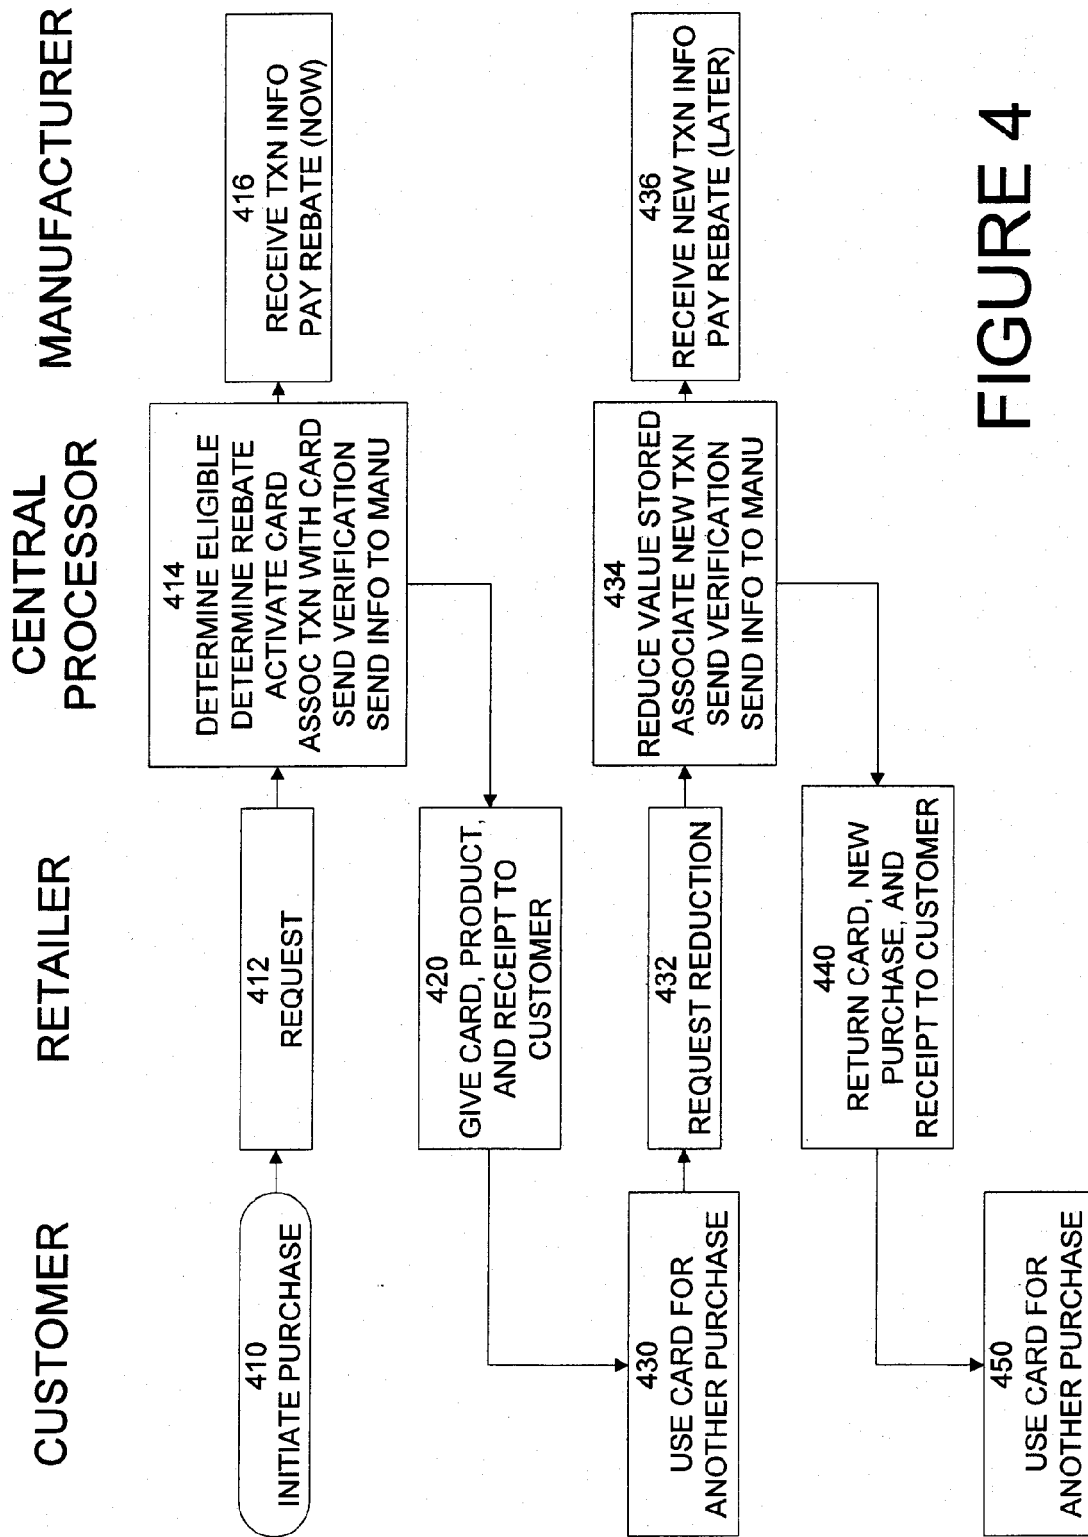 CUSTOMER
RETAILER
CENTRAL
PROCESSOR
MANUFACTURER
410
INITIATE PURCHASE
412
REQUEST
414
DETERMINE ELIGIBLE
DETERMINE REBATE
ACTIVATE CARD
ASSOC TXN WITH CARD
SEND VERIFICATION
SEND INFO TO MANU
416
RECEIVE TXN INFO
PAY REBATE (NOW)
420
GIVE CARD, PRODUCT,
AND RECEIPT TO
CUSTOMER
430
USE CARD FOR
ANOTHER PURCHASE
432
REQUEST REDUCTION
434
REDUCE VALUE STORED
ASSOCIATE NEW TXN
SEND VERIFICATION
SEND INFO TO MANU
436
RECEIVE NEW TXN INFO
PAY REBATE (LATER)
440
RETURN CARD, NEW
PURCHASE, AND
RECEIPT TO CUSTOMER
450
USE CARD FOR
ANOTHER PURCHASE
FIGURE 4